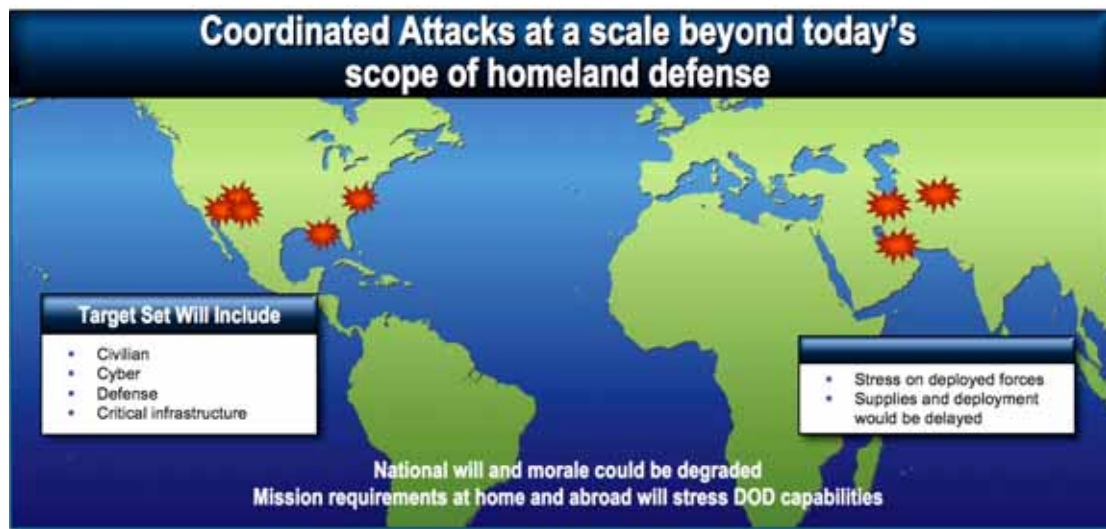 Coordinated Attacks at a scale beyond today's
scope of homeland defense
Target Set Will Include
Civilian
Cyber
Defense
Critical infrastructure
Stress on deployed forces
Supplies and deployment
would be delayed
National will and morale could be degraded
Mission requirements at home and abroad will stress DOD capabilities